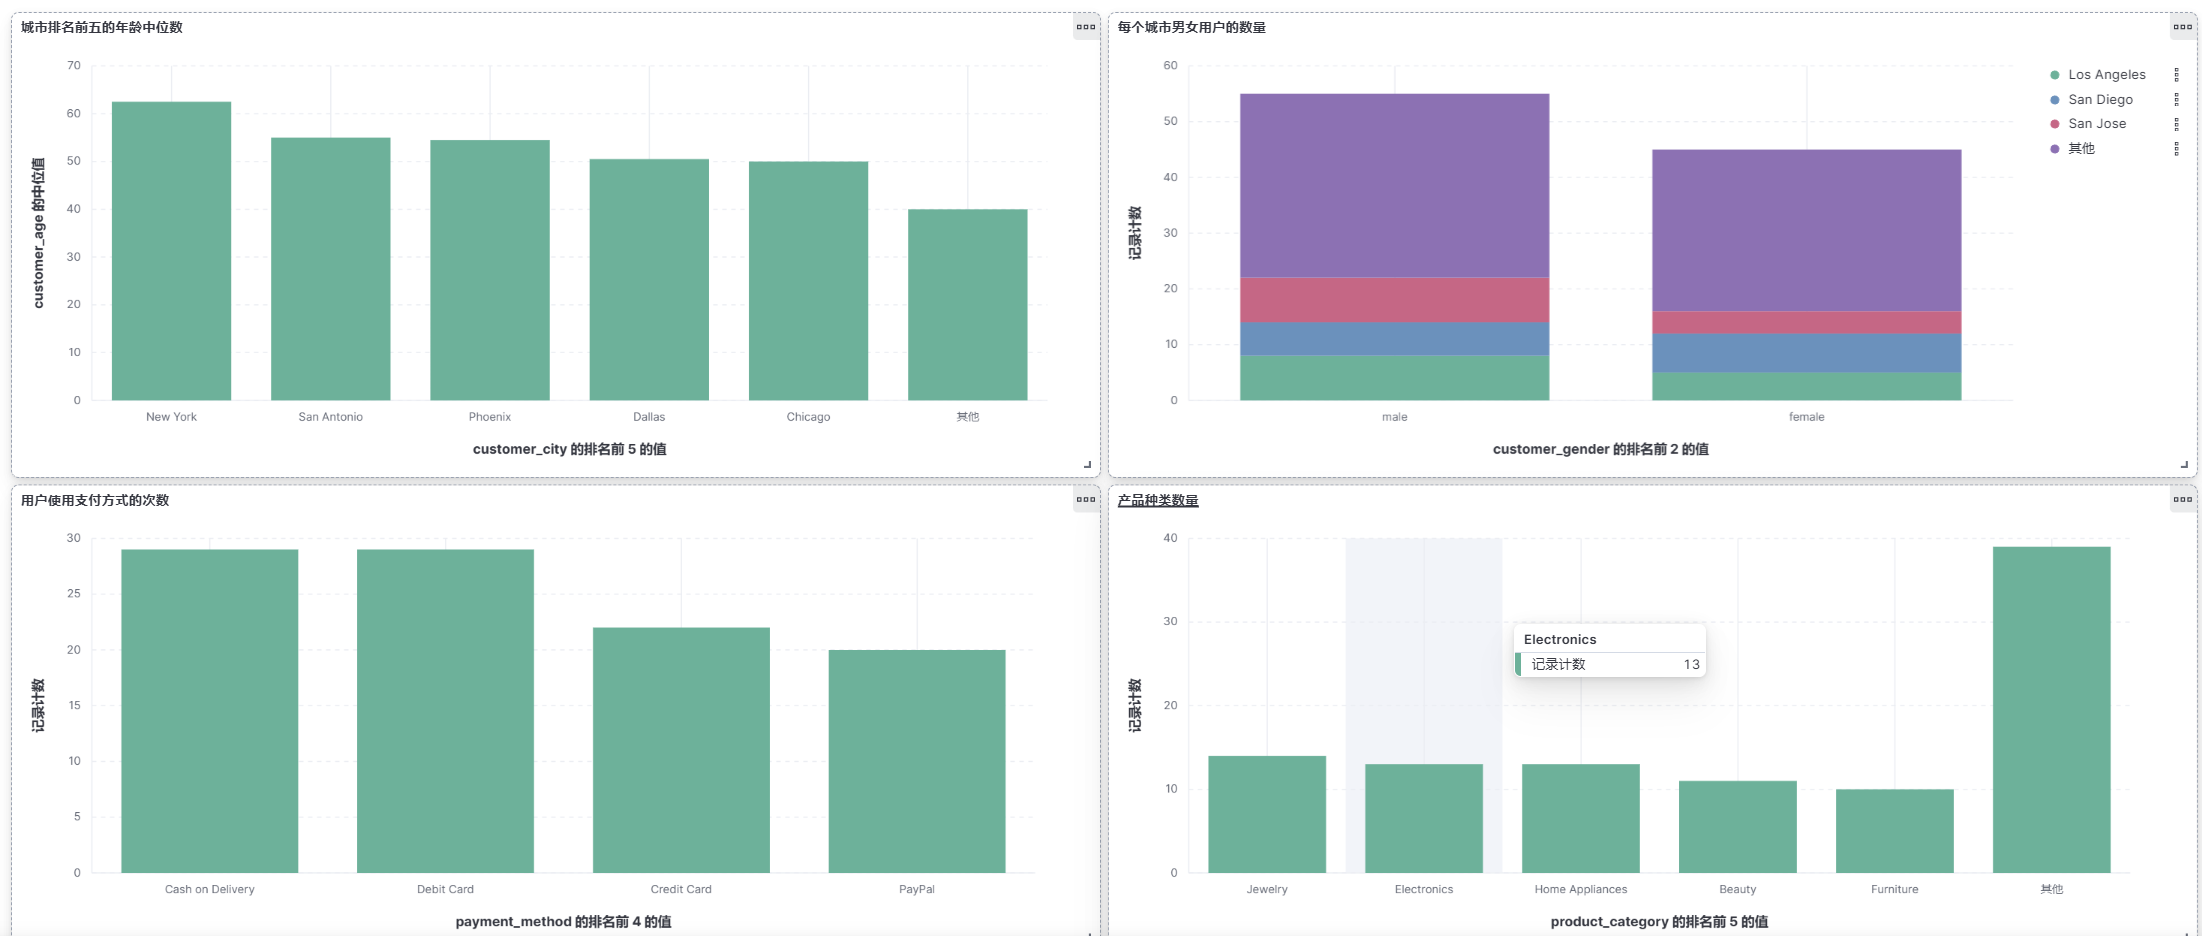 城市排名前五的年龄中位数
70
60
50
40
30
20
10
0
customer_age 的中位值
New York
San Antonio
Phoenix
Dallas
Chicago
其他
customer_city 的排名前 5 的值
每个城市男女用户的数量
60
50
40
30
20
10
0
记录计数
male
female
customer_gender 的排名前 2 的值
Los Angeles
San Diego
San Jose
其他
用户使用支付方式的次数
30
25
20
15
10
5
0
记录计数
Cash on Delivery
Debit Card
Credit Card
PayPal
payment_method 的排名前 4 的值
产品种类数量
40
30
20
10
0
记录计数
Electronics
记录计数 13
Jewelry
Electronics
Home Appliances
Beauty
Furniture
其他
product_category 的排名前 5 的值